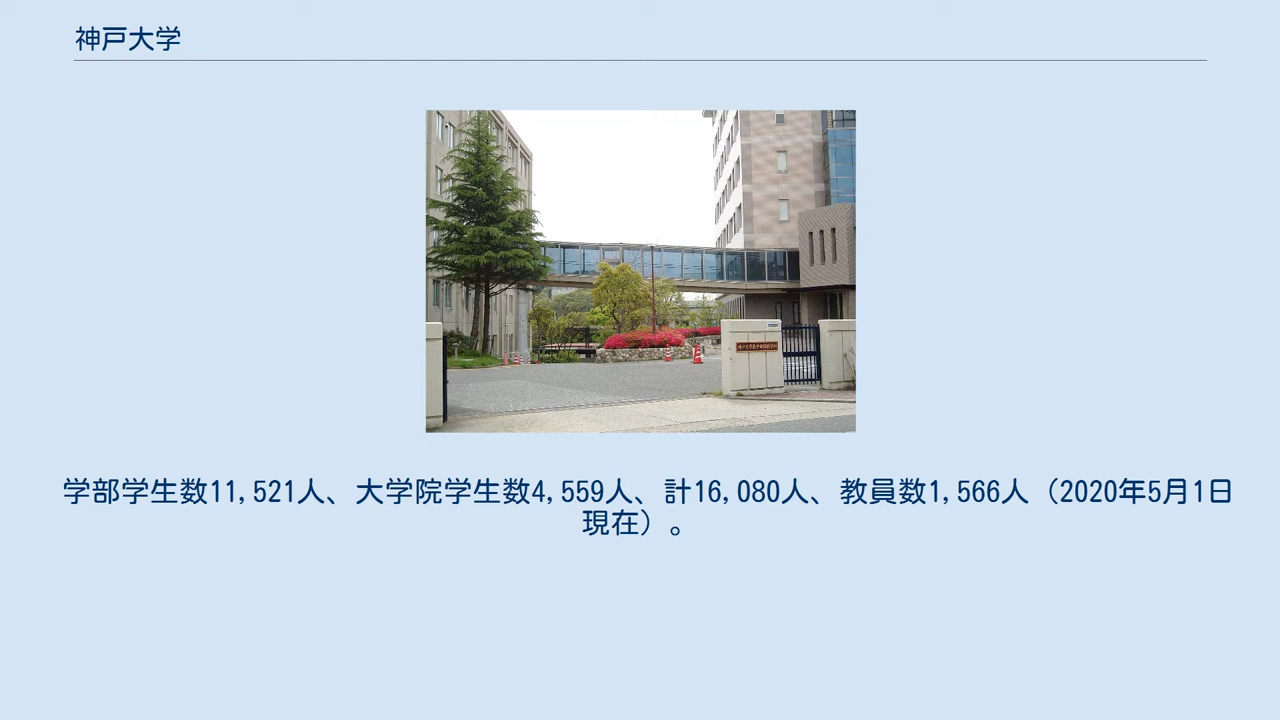 神戸大学
学部学生数11,521人、大学院学生数4,559人、計16,080人、教員数1,566人（2020年5月1日
現在）。